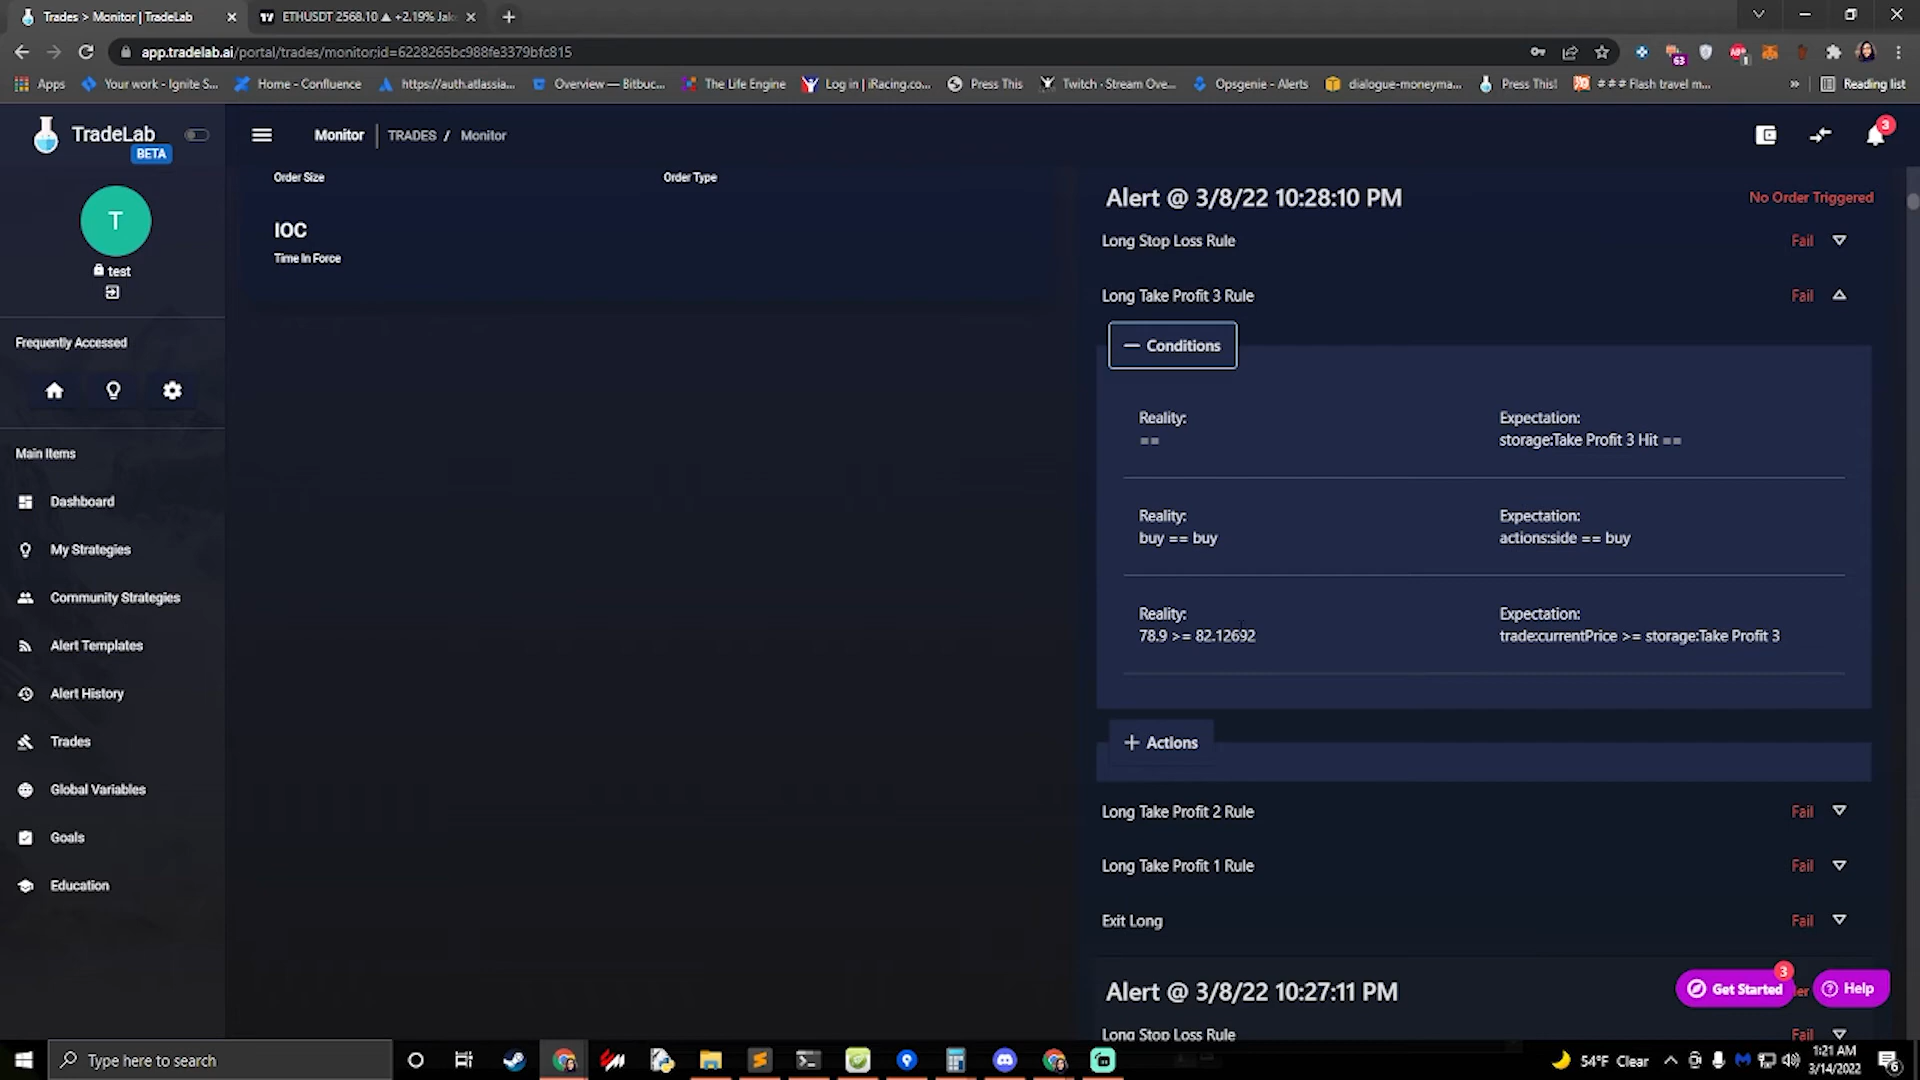 Trades > Monitor | TradeLab
ETHUSDT 2568.10 ▲ +2.19%
app.tradelab.ai/portal/trades/monitor;id=6228265bc988fe3379bfc815
63
1
Apps
Your work - Ignite S...
Home - Confluence
https://auth.atlassia...
Overview — Bitbuc...
The Life Engine
Log in | iRacing.co...
Press This
Twitch - Stream Ove...
Opsgenie - Alerts
dialogue-moneyma...
Press This!
# # # Flash travel m...
»
Reading list
TradeLab
BETA
Monitor
TRADES / Monitor
3
T
test
Frequently Accessed
Main Items
Dashboard
My Strategies
Community Strategies
Alert Templates
Alert History
Trades
Global Variables
Goals
Education
Order Size
Order Type
IOC
Time In Force
Alert @ 3/8/22 10:28:10 PM
No Order Triggered
Long Stop Loss Rule
Fail
Long Take Profit 3 Rule
Fail
— Conditions
Reality:
==
Expectation:
storage:Take Profit 3 Hit ==
Reality:
buy == buy
Expectation:
actions:side == buy
Reality:
78.9 >= 82.12692
Expectation:
trade:currentPrice >= storage:Take Profit 3
+ Actions
Long Take Profit 2 Rule
Fail
Long Take Profit 1 Rule
Fail
Exit Long
Fail
Alert @ 3/8/22 10:27:11 PM
3
Get Started
Help
Long Stop Loss Rule
Fail
Type here to search
54°F Clear
1:21 AM
3/14/2022
6